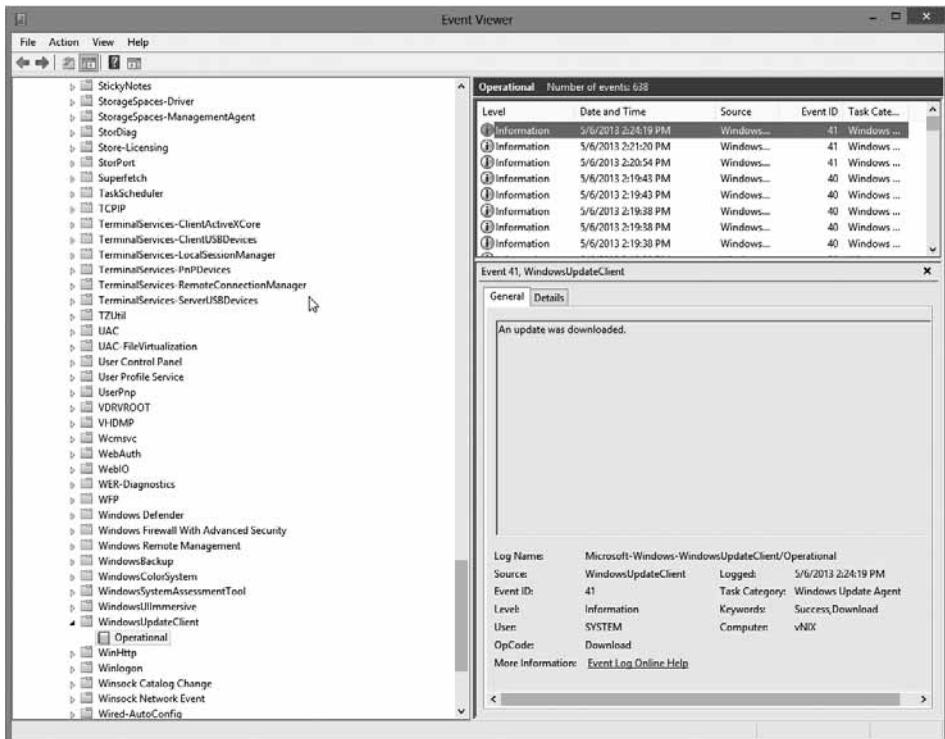 Event Viewer
File Action View Help
StickyNotes
StorageSpaces-Driver
StorageSpaces-ManagementAgent
StorDiag
Store-Licensing
StorPort
Superfetch
TaskScheduler
TCPIP
TerminalServices-ClientActiveXCore
TerminalServices-ClientUSBDevices
TerminalServices-LocalSessionManager
TerminalServices-PnPDevices
TerminalServices-RemoteConnectionManager
TerminalServices-ServerUSBDevices
TZUtil
UAC
UAC-FileVirtualization
User Control Panel
User Profile Service
UserPnp
VDRVROOT
VHDMP
Wcmsvc
WebAuth
WebIO
WER-Diagnostics
WFP
Windows Defender
Windows Firewall With Advanced Security
Windows Remote Management
WindowsBackup
WindowsColorSystem
WindowsSystemAssessmentTool
WindowsUIImmersive
WindowsUpdateClient
Operational
WinHttp
Winlogon
Winsock Catalog Change
Winsock Network Event
Wired-AutoConfig
Operational Number of events: 638
Level Date and Time Source Event ID Task Cate...
Information 5/6/2013 2:24:19 PM Windows... 41 Windows ...
Information 5/6/2013 2:21:20 PM Windows... 41 Windows ...
Information 5/6/2013 2:20:54 PM Windows... 41 Windows ...
Information 5/6/2013 2:19:43 PM Windows... 40 Windows ...
Information 5/6/2013 2:19:43 PM Windows... 40 Windows ...
Information 5/6/2013 2:19:38 PM Windows... 40 Windows ...
Information 5/6/2013 2:19:38 PM Windows... 40 Windows ...
Information 5/6/2013 2:19:38 PM Windows... 40 Windows ...
Event 41, WindowsUpdateClient
General Details
An update was downloaded.
Log Name: Microsoft-Windows-WindowsUpdateClient/Operational
Source: WindowsUpdateClient Logged: 5/6/2013 2:24:19 PM
Event ID: 41 Task Category: Windows Update Agent
Level: Information Keywords: Success,Download
User: SYSTEM Computer: vNIX
OpCode: Download
More Information: Event Log Online Help